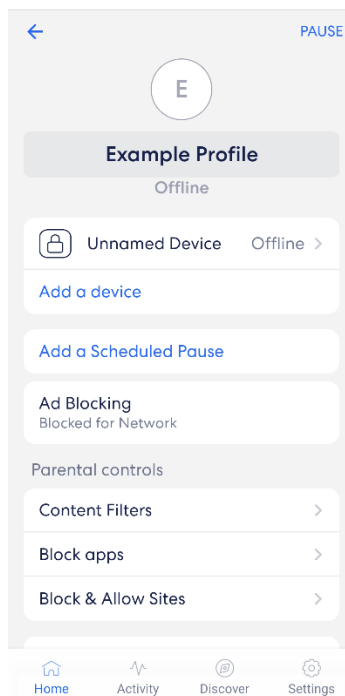 PAUSE
E
Example Profile
Offline
Unnamed Device Offline
Add a device
Add a Scheduled Pause
Ad Blocking
Blocked for Network
Parental controls
Content Filters
Block apps
Block & Allow Sites
Home Activity Discover Settings